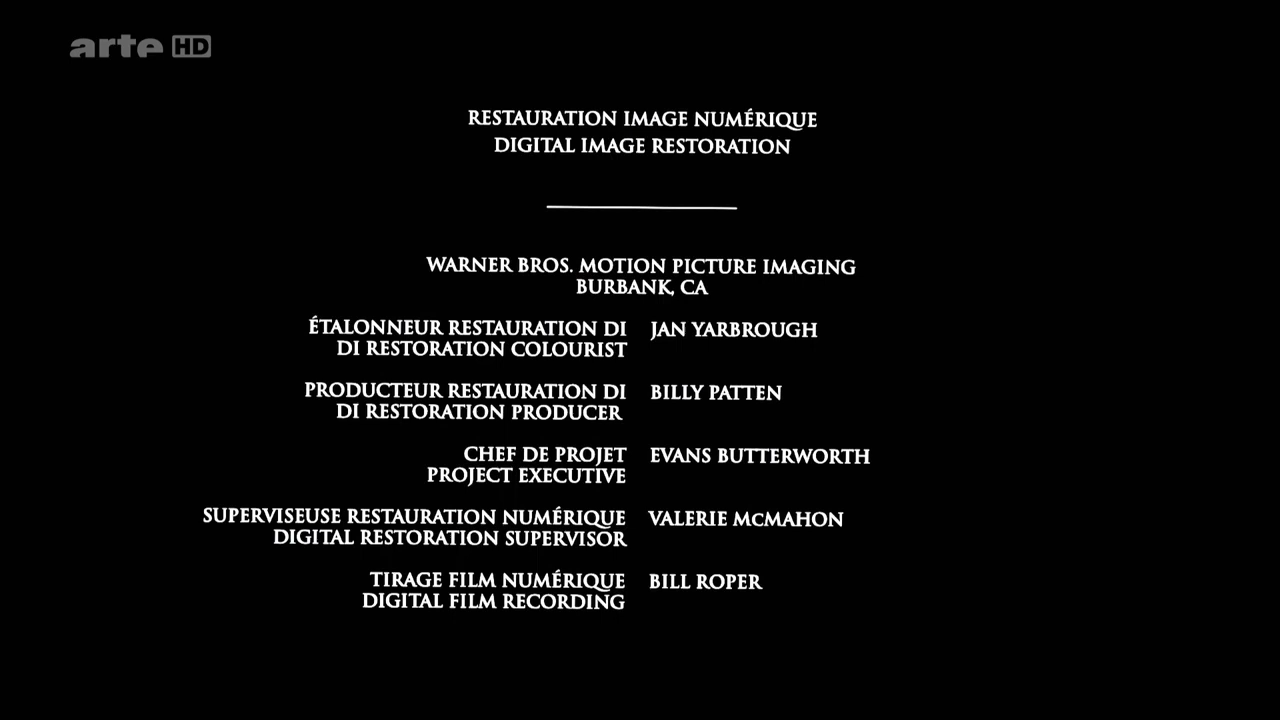 arte HD
RESTAURATION IMAGE NUMÉRIQUE
DIGITAL IMAGE RESTORATION
WARNER BROS. MOTION PICTURE IMAGING
BURBANK, CA
ÉTALONNEUR RESTAURATION DI JAN YARBROUGH
DI RESTORATION COLOURIST
PRODUCTEUR RESTAURATION DI BILLY PATTEN
DI RESTORATION PRODUCER
CHEF DE PROJET EVANS BUTTERWORTH
PROJECT EXECUTIVE
SUPERVISEUSE RESTAURATION NUMÉRIQUE VALERIE McMAHON
DIGITAL RESTORATION SUPERVISOR
TIRAGE FILM NUMÉRIQUE BILL ROPER
DIGITAL FILM RECORDING